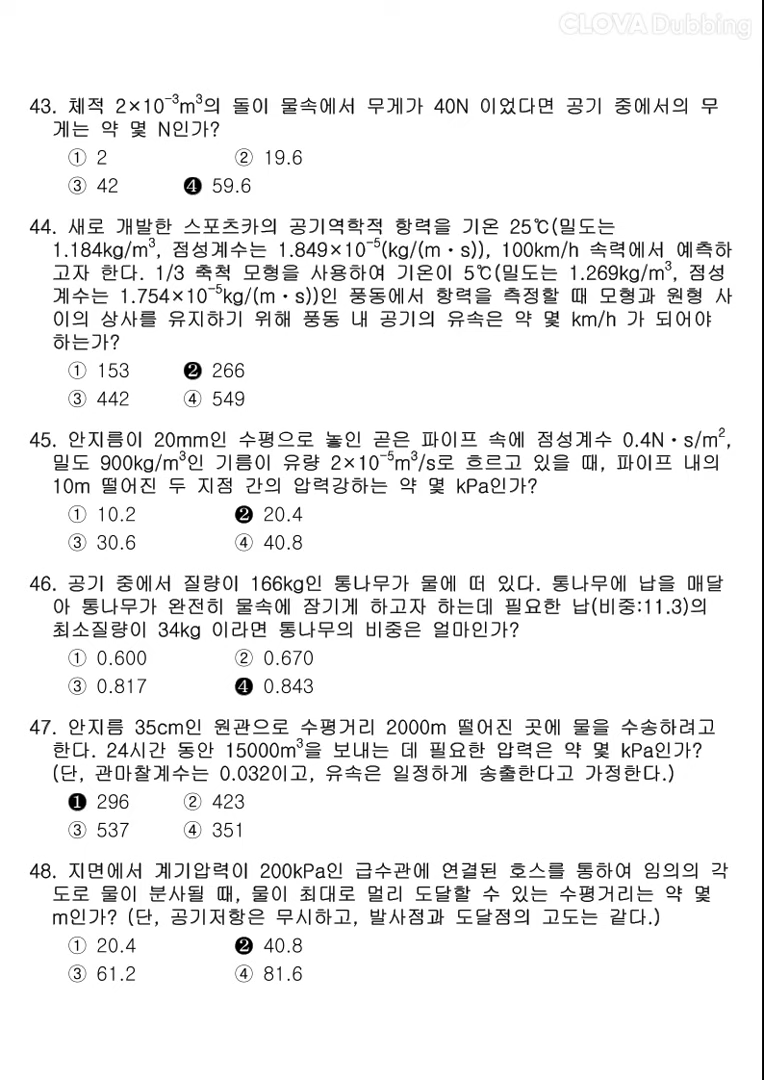 CLOVA Dubbing
43. 체적 2×10⁻³m³의 돌이 물속에서 무게가 40N 이었다면 공기 중에서의 무
게는 약 몇 N인가?
① 2 ② 19.6
③ 42 ❹ 59.6
44. 새로 개발한 스포츠카의 공기역학적 항력을 기온 25℃(밀도는
1.184kg/m³, 점성계수는 1.849×10⁻⁵(kg/(m·s)), 100km/h 속력에서 예측하
고자 한다. 1/3 축척 모형을 사용하여 기온이 5℃(밀도는 1.269kg/m³, 점성
계수는 1.754×10⁻⁵kg/(m·s))인 풍동에서 항력을 측정할 때 모형과 원형 사
이의 상사를 유지하기 위해 풍동 내 공기의 유속은 약 몇 km/h 가 되어야
하는가?
① 153 ❷ 266
③ 442 ④ 549
45. 안지름이 20mm인 수평으로 놓인 곧은 파이프 속에 점성계수 0.4N·s/m²,
밀도 900kg/m³인 기름이 유량 2×10⁻⁵m³/s로 흐르고 있을 때, 파이프 내의
10m 떨어진 두 지점 간의 압력강하는 약 몇 kPa인가?
① 10.2 ❷ 20.4
③ 30.6 ④ 40.8
46. 공기 중에서 질량이 166kg인 통나무가 물에 떠 있다. 통나무에 납을 매달
아 통나무가 완전히 물속에 잠기게 하고자 하는데 필요한 납(비중:11.3)의
최소질량이 34kg 이라면 통나무의 비중은 얼마인가?
① 0.600 ② 0.670
③ 0.817 ❹ 0.843
47. 안지름 35cm인 원관으로 수평거리 2000m 떨어진 곳에 물을 수송하려고
한다. 24시간 동안 15000m³을 보내는 데 필요한 압력은 약 몇 kPa인가?
(단, 관마찰계수는 0.032이고, 유속은 일정하게 송출한다고 가정한다.)
❶ 296 ② 423
③ 537 ④ 351
48. 지면에서 계기압력이 200kPa인 급수관에 연결된 호스를 통하여 임의의 각
도로 물이 분사될 때, 물이 최대로 멀리 도달할 수 있는 수평거리는 약 몇
m인가? (단, 공기저항은 무시하고, 발사점과 도달점의 고도는 같다.)
① 20.4 ❷ 40.8
③ 61.2 ④ 81.6